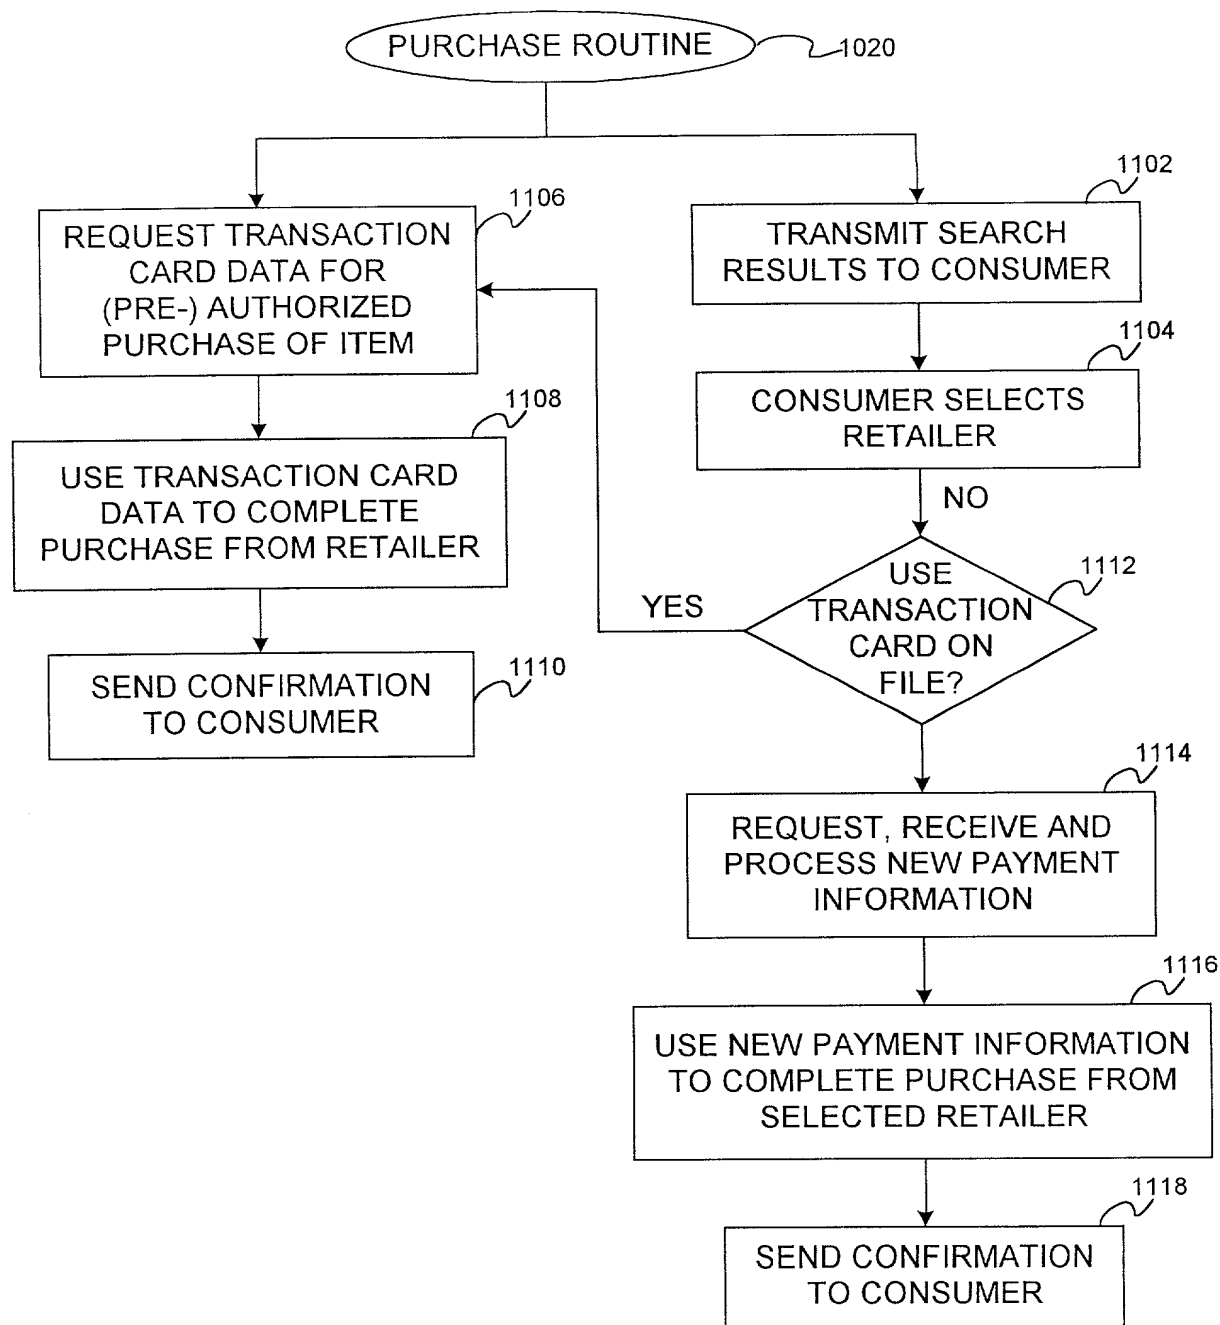 PURCHASE ROUTINE
1020
1106
REQUEST TRANSACTION
CARD DATA FOR
(PRE-) AUTHORIZED
PURCHASE OF ITEM
1102
TRANSMIT SEARCH
RESULTS TO CONSUMER
1104
CONSUMER SELECTS
RETAILER
1108
USE TRANSACTION CARD
DATA TO COMPLETE
PURCHASE FROM RETAILER
NO
1112
USE
TRANSACTION
CARD ON
FILE?
YES
1110
SEND CONFIRMATION
TO CONSUMER
1114
REQUEST, RECEIVE AND
PROCESS NEW PAYMENT
INFORMATION
1116
USE NEW PAYMENT INFORMATION
TO COMPLETE PURCHASE FROM
SELECTED RETAILER
1118
SEND CONFIRMATION
TO CONSUMER